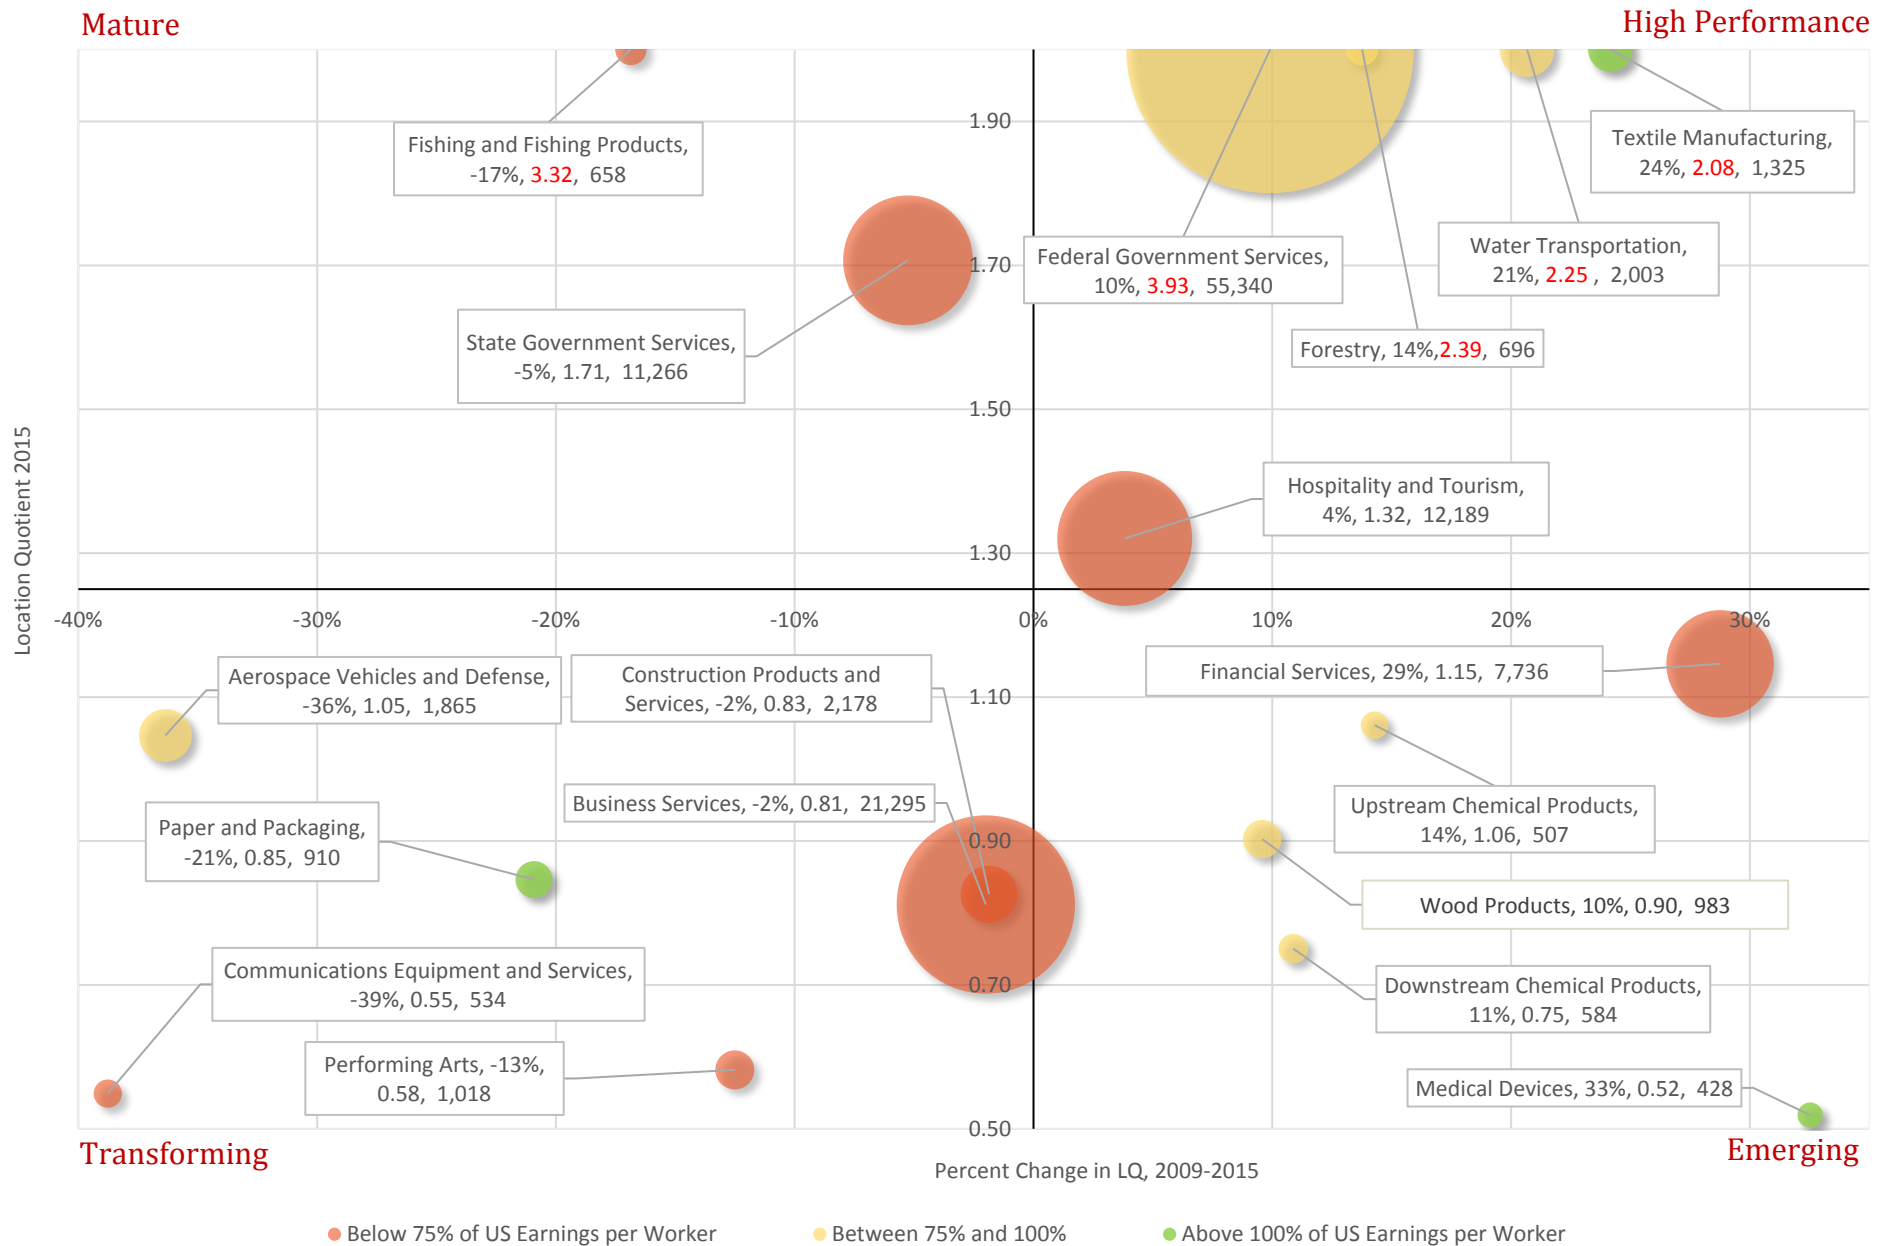 Mature
High Performance
1.90
Fishing and Fishing Products,
-17%, 3.32, 658
Textile Manufacturing,
24%, 2.08, 1,325
Federal Government Services,
10%, 3.93, 55,340
Water Transportation,
21%, 2.25 , 2,003
1.70
State Government Services,
-5%, 1.71, 11,266
Forestry, 14%,2.39, 696
1.50
Hospitality and Tourism,
4%, 1.32, 12,189
1.30
Location Quotient 2015
-40%
-30%
-20%
-10%
0%
10%
20%
30%
Aerospace Vehicles and Defense,
-36%, 1.05, 1,865
Construction Products and
Services, -2%, 0.83, 2,178
Financial Services, 29%, 1.15, 7,736
1.10
Business Services, -2%, 0.81, 21,295
Upstream Chemical Products,
14%, 1.06, 507
Paper and Packaging,
-21%, 0.85, 910
0.90
Wood Products, 10%, 0.90, 983
Communications Equipment and Services,
-39%, 0.55, 534
0.70
Downstream Chemical Products,
11%, 0.75, 584
Performing Arts, -13%,
0.58, 1,018
Medical Devices, 33%, 0.52, 428
0.50
Transforming
Emerging
Percent Change in LQ, 2009-2015
Below 75% of US Earnings per Worker
Between 75% and 100%
Above 100% of US Earnings per Worker